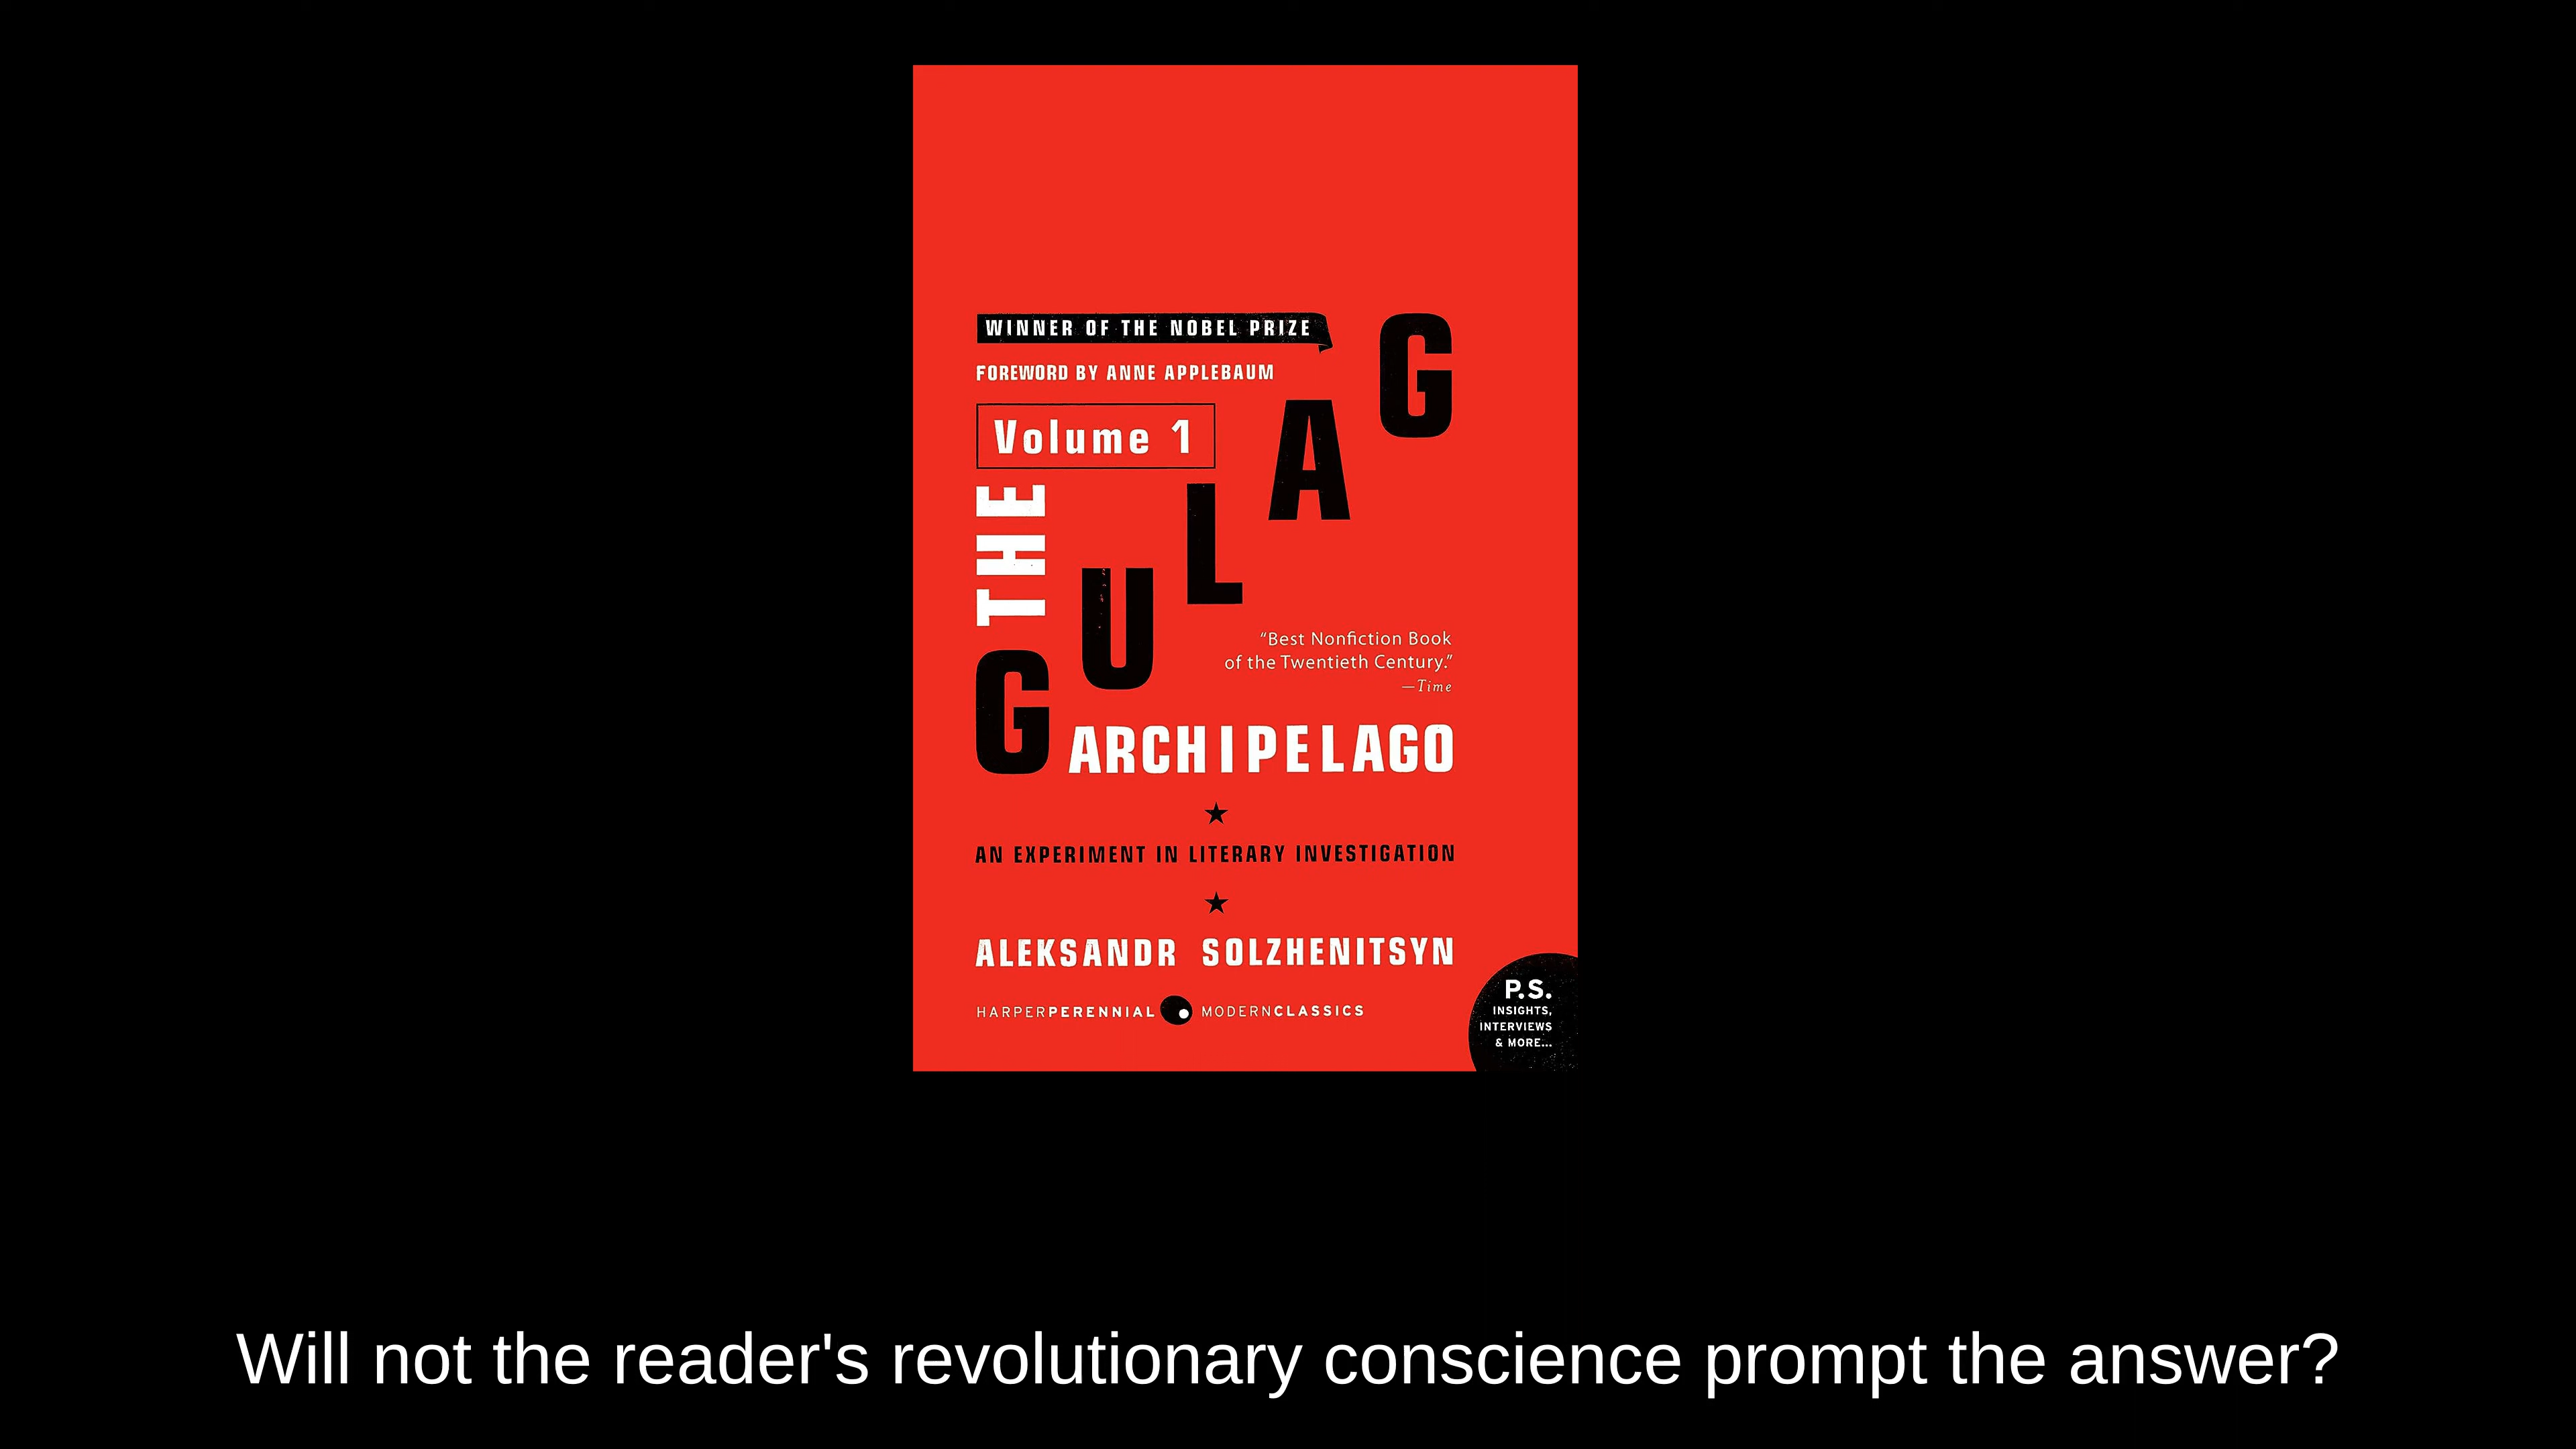 WINNER OF THE NOBEL PRIZE
FOREWORD BY ANNE APPLEBAUM
Volume 1
THE
GULAG
"Best Nonfiction Book
of the Twentieth Century."
—Time
ARCHIPELAGO
AN EXPERIMENT IN LITERARY INVESTIGATION
ALEKSANDR SOLZHENITSYN
HARPERPERENNIAL MODERNCLASSICS
P.S.
INSIGHTS,
INTERVIEWS
& MORE...
Will not the reader's revolutionary conscience prompt the answer?